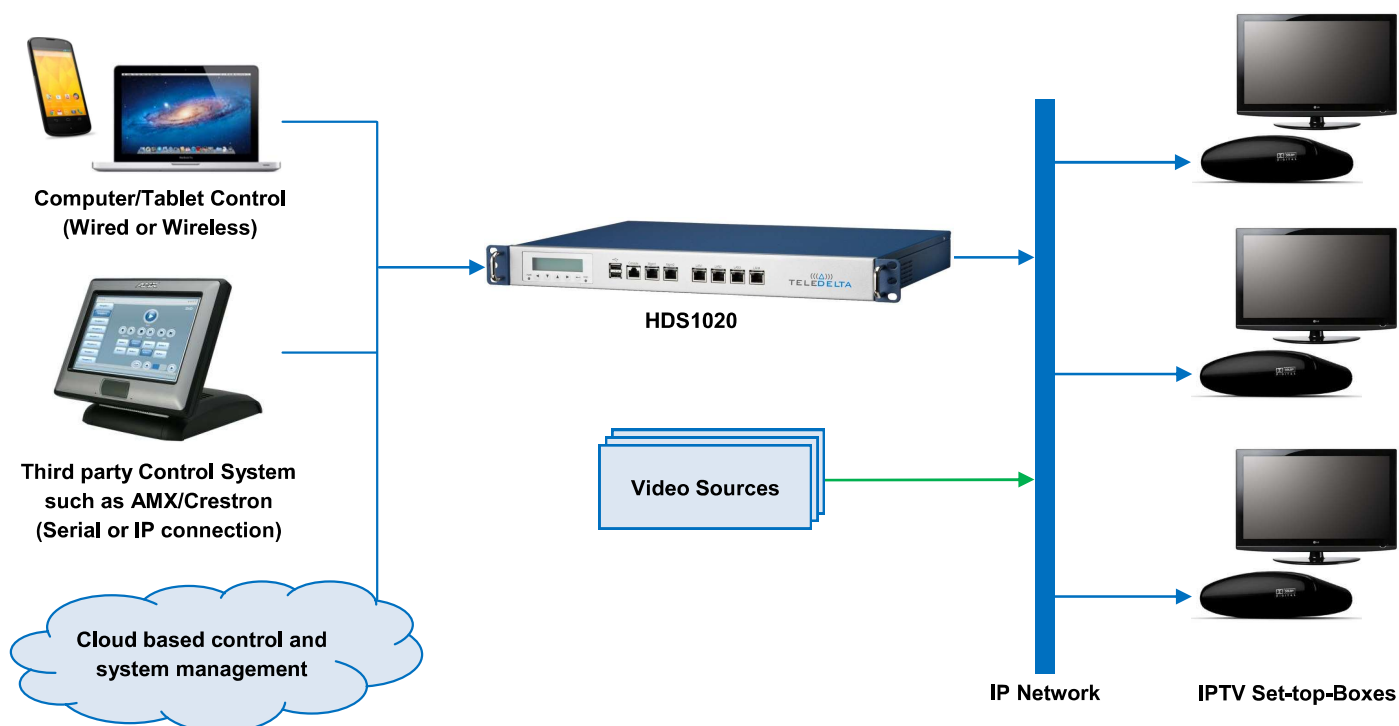 Computer/Tablet Control
(Wired or Wireless)
Third party Control System
such as AMX/Crestron
(Serial or IP connection)
Cloud based control and
system management
TELEDELTA
HDS1020
Video Sources
IP Network
IPTV Set-top-Boxes